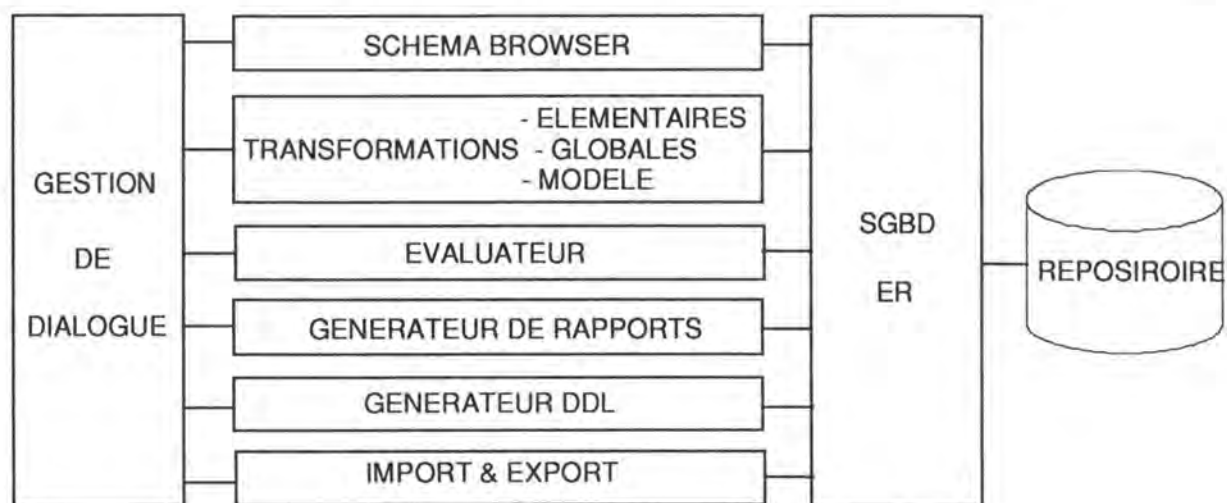 SCHEMA BROWSER
- ELEMENTAIRES
TRANSFORMATIONS - GLOBALES
- MODELE
GESTION
DE
DIALOGUE
EVALUATEUR
GENERATEUR DE RAPPORTS
GENERATEUR DDL
IMPORT & EXPORT
SGBD
ER
REPOSIROIRE